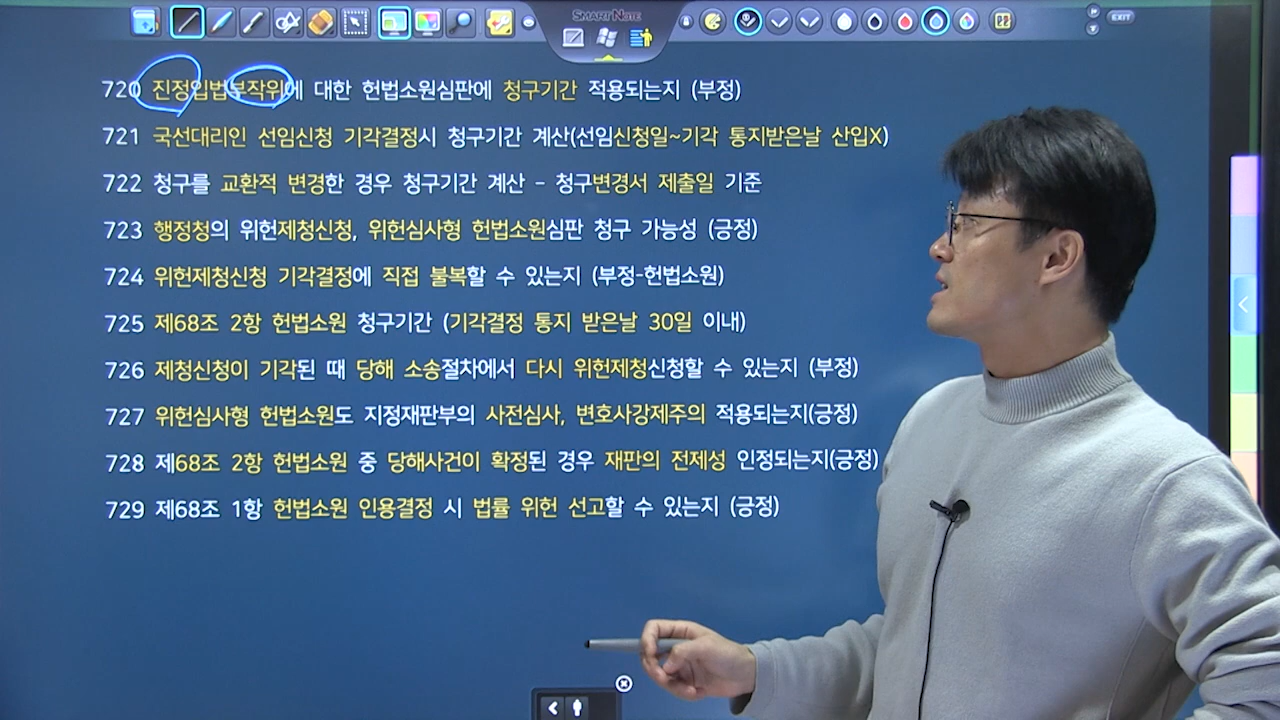 SMART NOTE
EXIT
720 진정입법부작위에 대한 헌법소원심판에 청구기간 적용되는지 (부정)
721 국선대리인 선임신청 기각결정시 청구기간 계산(선임신청일~기각 통지받은날 산입X)
722 청구를 교환적 변경한 경우 청구기간 계산 - 청구변경서 제출일 기준
723 행정청의 위헌제청신청, 위헌심사형 헌법소원심판 청구 가능성 (긍정)
724 위헌제청신청 기각결정에 직접 불복할 수 있는지 (부정-헌법소원)
725 제68조 2항 헌법소원 청구기간 (기각결정 통지 받은날 30일 이내)
726 제청신청이 기각된 때 당해 소송절차에서 다시 위헌제청신청할 수 있는지 (부정)
727 위헌심사형 헌법소원도 지정재판부의 사전심사, 변호사강제주의 적용되는지(긍정)
728 제68조 2항 헌법소원 중 당해사건이 확정된 경우 재판의 전제성 인정되는지(긍정)
729 제68조 1항 헌법소원 인용결정 시 법률 위헌 선고할 수 있는지 (긍정)